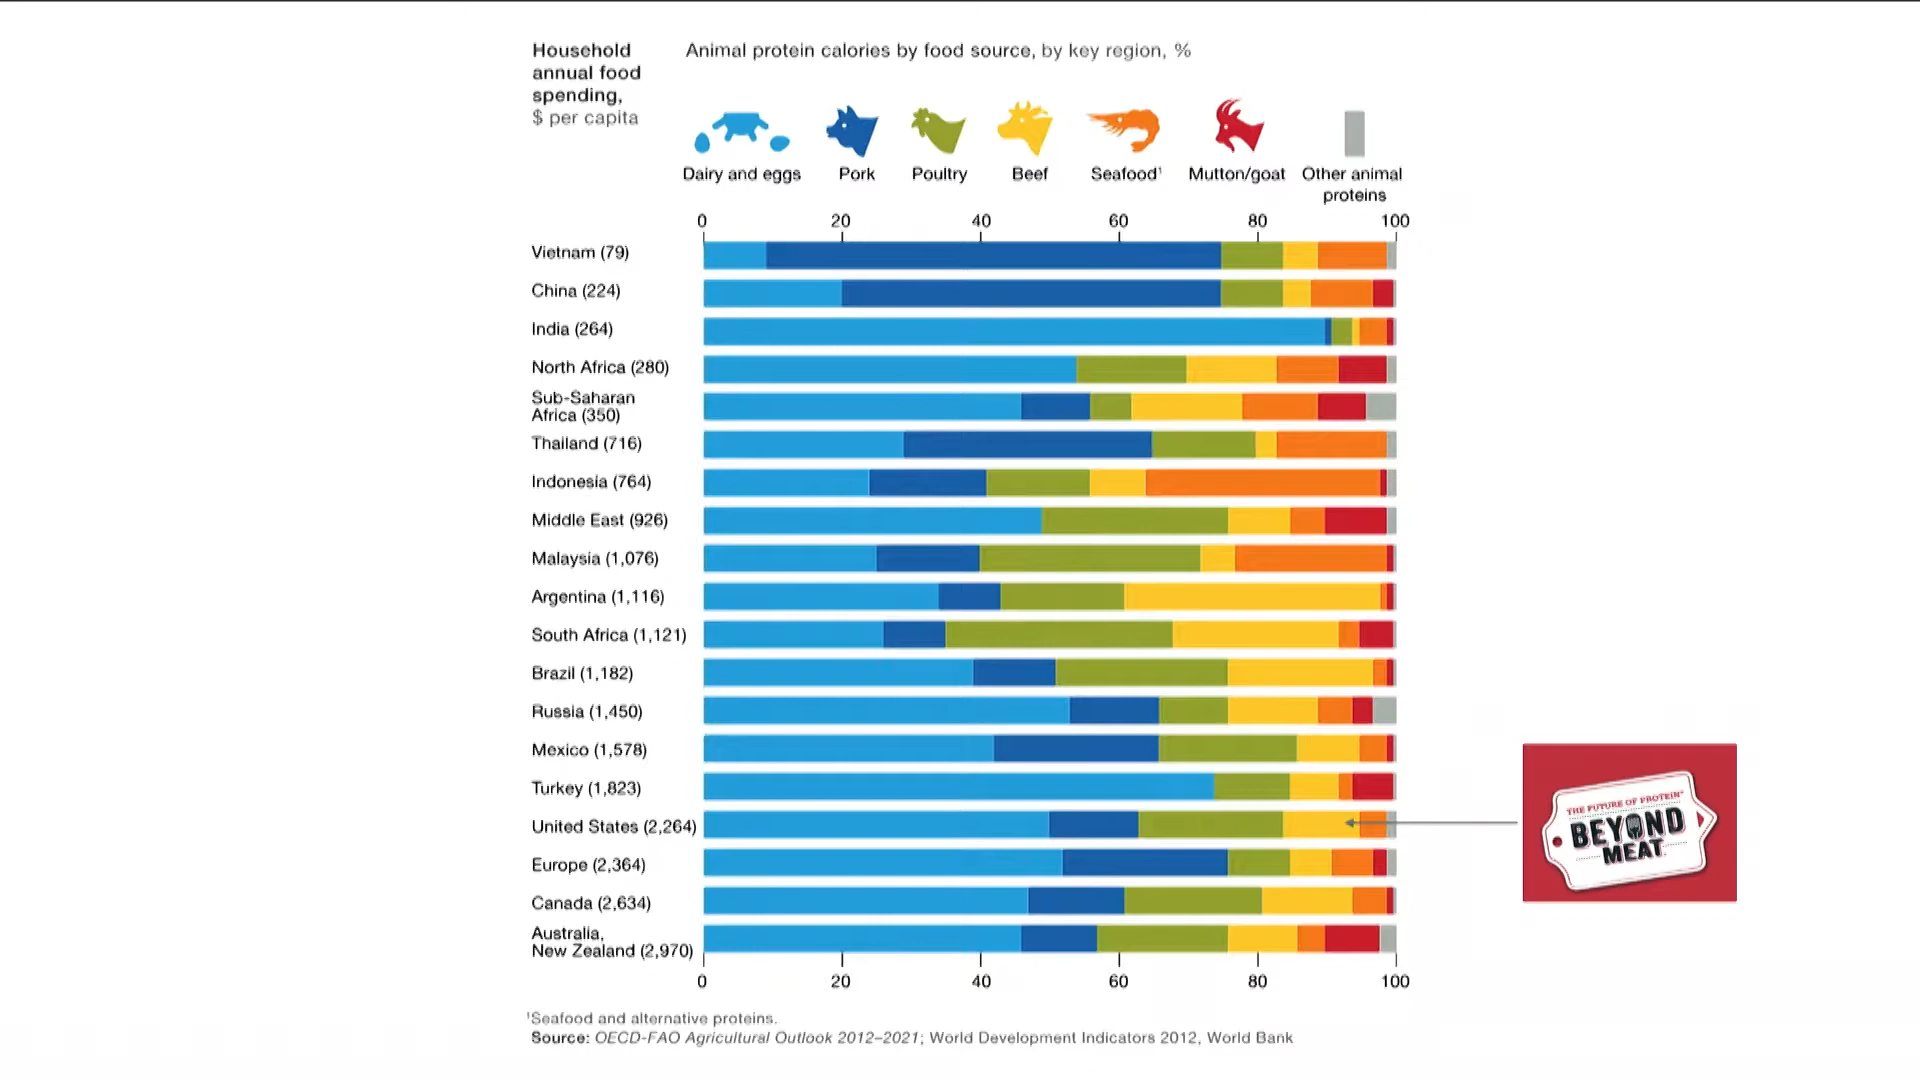 Household
annual food
spending,
$ per capita
Animal protein calories by food source, by key region, %
Dairy and eggs
Pork
Poultry
Beef
Seafood¹
Mutton/goat
Other animal
proteins
0 20 40 60 80 100
Vietnam (79)
China (224)
India (264)
North Africa (280)
Sub-Saharan
Africa (350)
Thailand (716)
Indonesia (764)
Middle East (926)
Malaysia (1,076)
Argentina (1,116)
South Africa (1,121)
Brazil (1,182)
Russia (1,450)
Mexico (1,578)
Turkey (1,823)
United States (2,264)
Europe (2,364)
Canada (2,634)
Australia,
New Zealand (2,970)
0 20 40 60 80 100
THE FUTURE OF PROTEIN™
BEYOND
MEAT
¹Seafood and alternative proteins.
Source: OECD-FAO Agricultural Outlook 2012–2021; World Development Indicators 2012, World Bank